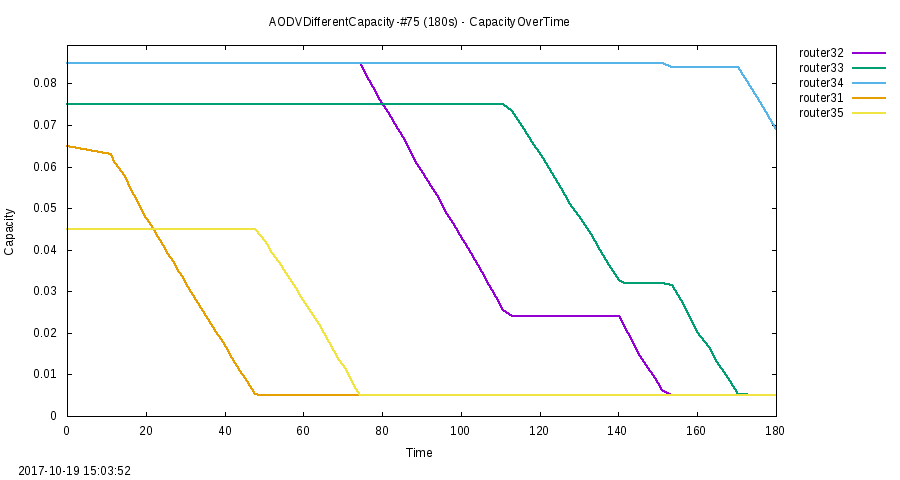 AODVDifferentCapacity-#75 (180s) - CapacityOverTime
router32
router33
router34
router31
router35
0.08
0.07
0.06
0.05
0.04
0.03
0.02
0.01
0
Capacity
0 20 40 60 80 100 120 140 160 180
Time
2017-10-19 15:03:52